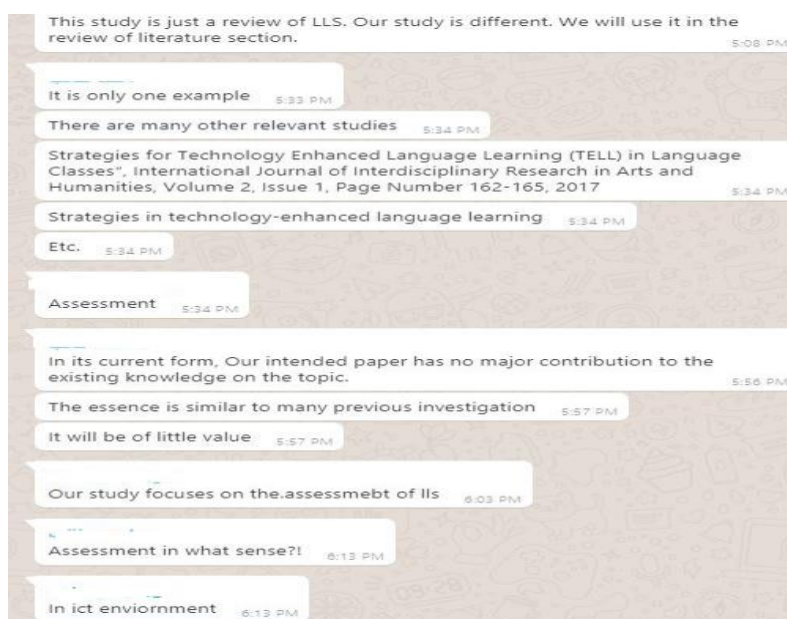 This study is just a review of LLS. Our study is different. We will use it in the
review of literature section.
5:08 PM
It is only one example 5:33 PM
There are many other relevant studies 5:34 PM
Strategies for Technology Enhanced Language Learning (TELL) in Language
Classes", International Journal of Interdisciplinary Research in Arts and
Humanities, Volume 2, Issue 1, Page Number 162-165, 2017
5:34 PM
Strategies in technology-enhanced language learning 5:34 PM
Etc. 5:34 PM
Assessment 5:34 PM
In its current form, Our intended paper has no major contribution to the
existing knowledge on the topic.
5:56 PM
The essence is similar to many previous investigation 5:57 PM
It will be of little value 5:57 PM
Our study focuses on the.assessmebt of lls 6:03 PM
Assessment in what sense?! 6:13 PM
In ict enviornment 6:13 PM